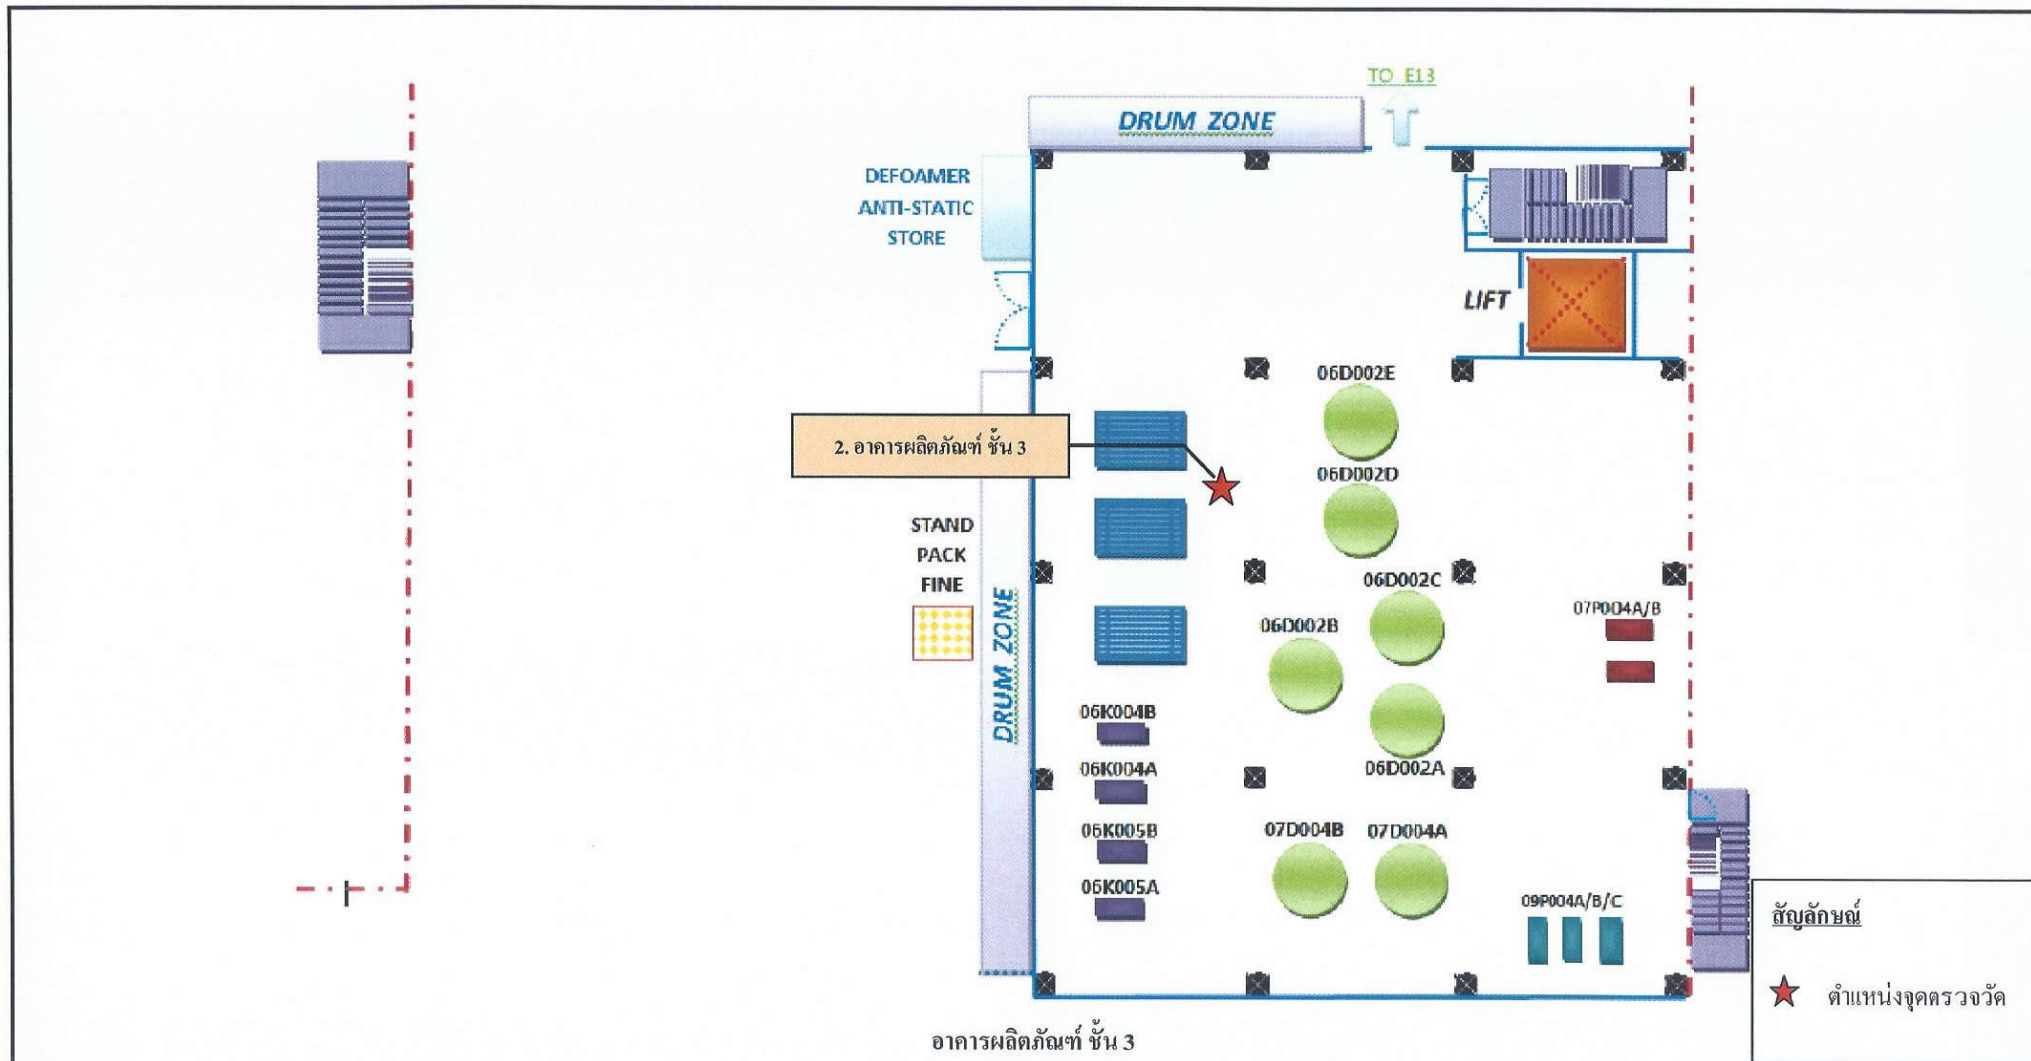 TO E13
DRUM ZONE
DEFOAMER
ANTI-STATIC
STORE
LIFT
06D002E
2. อาคารผลิตภัณฑ์ ชั้น 3
06D002D
STAND
PACK
FINE
DRUM ZONE
06D002C
07P004A/B
06D002B
06K004B
06K004A
06D002A
06K005B
07D004B
07D004A
06K005A
09P004A/B/C
สัญลักษณ์
ตำแหน่งจุดตรวจวัด
อาคารผลิตภัณฑ์ ชั้น 3